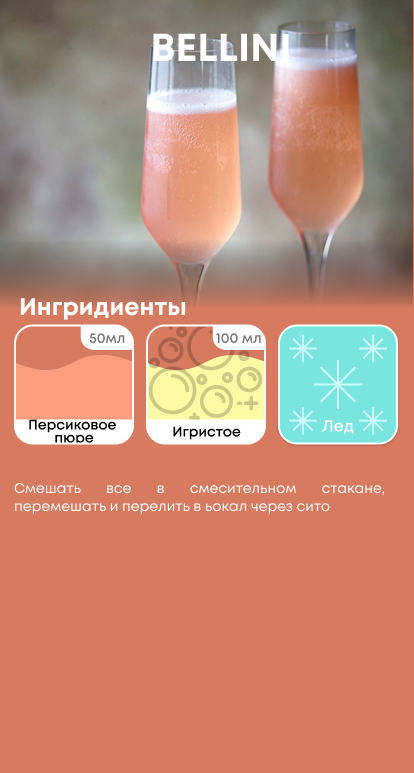 BELLINI
Ингридиенты
50мл
100 мл
Персиковое
пюре
Игристое
Лед
Смешать все в смесительном стакане,
перемешать и перелить в ьокал через сито